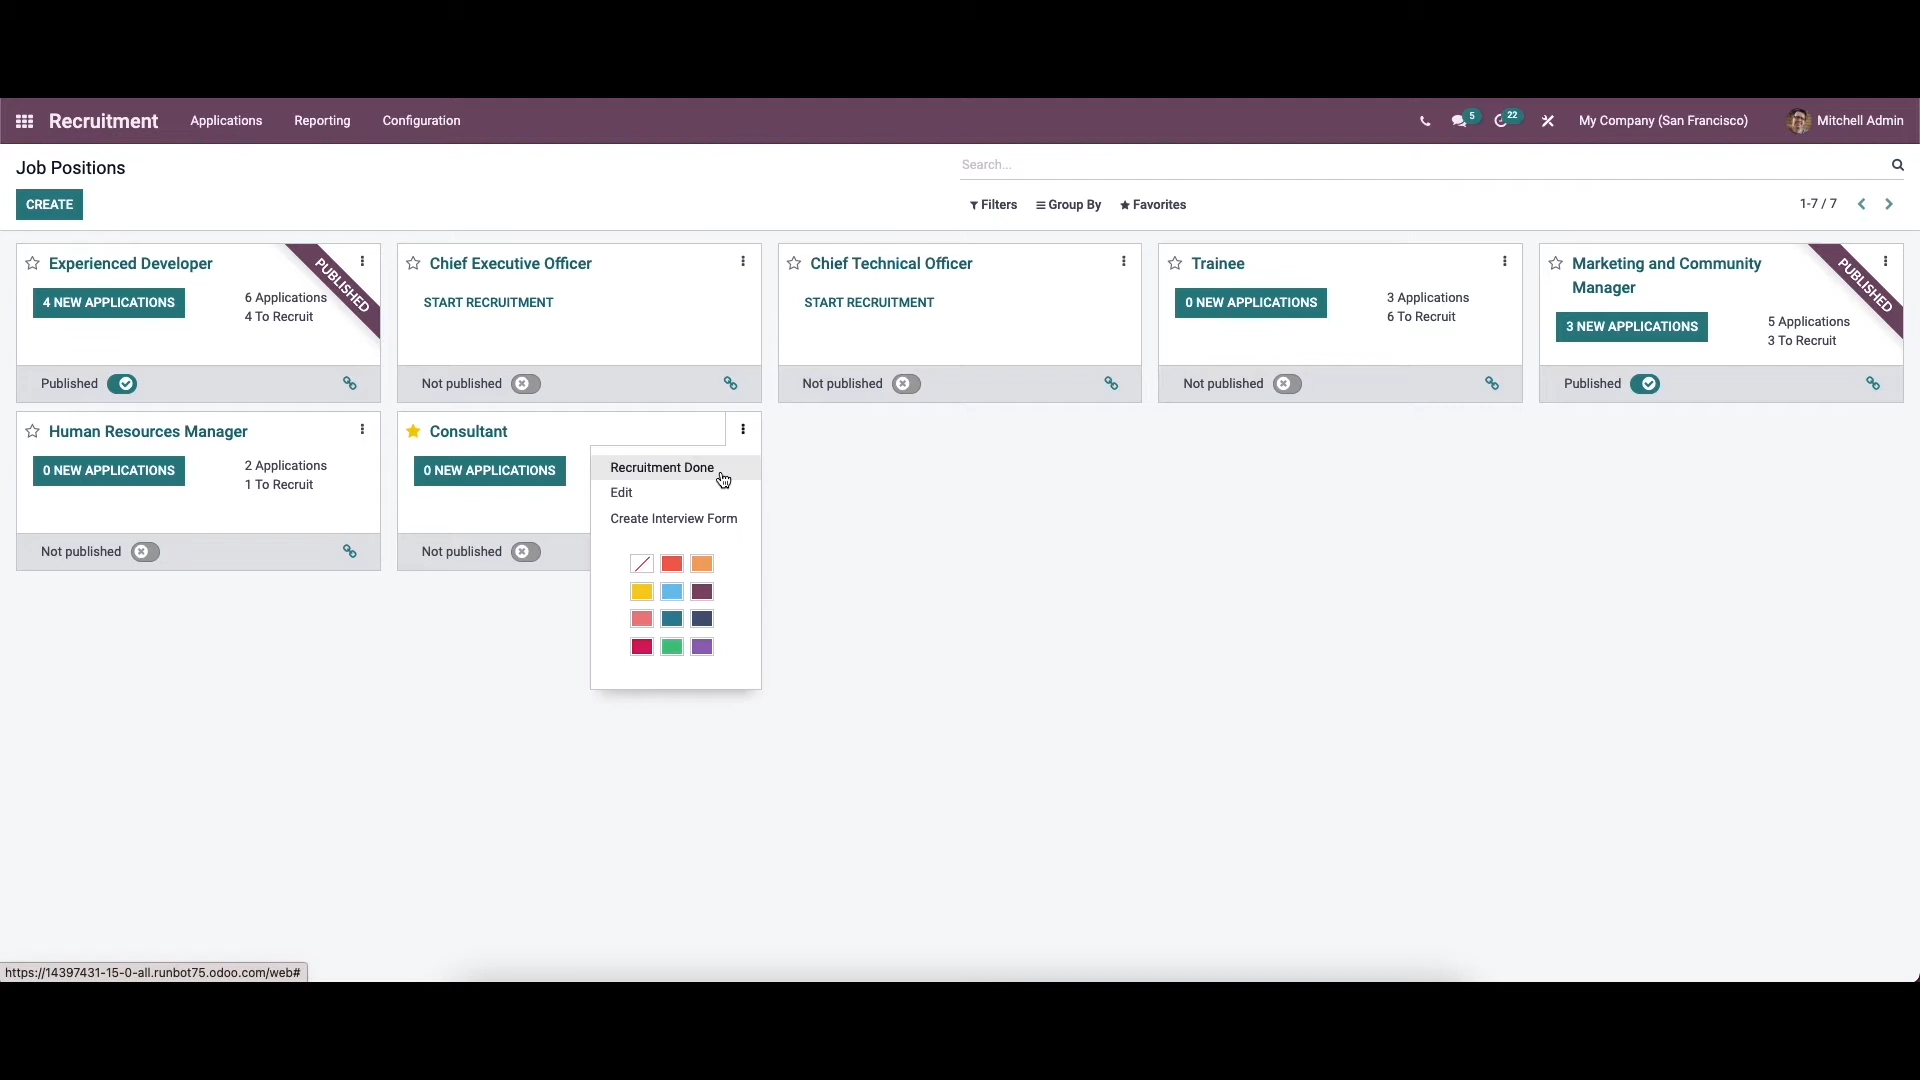 Recruitment Applications Reporting Configuration 5 22 My Company (San Francisco) Mitchell Admin
Job Positions
Search...
CREATE
Filters Group By Favorites 1-7 / 7
Experienced Developer
PUBLISHED
4 NEW APPLICATIONS
6 Applications
4 To Recruit
Published
Chief Executive Officer
START RECRUITMENT
Not published
Chief Technical Officer
START RECRUITMENT
Not published
Trainee
0 NEW APPLICATIONS
3 Applications
6 To Recruit
Not published
Marketing and Community
Manager
PUBLISHED
3 NEW APPLICATIONS
5 Applications
3 To Recruit
Published
Human Resources Manager
0 NEW APPLICATIONS
2 Applications
1 To Recruit
Not published
Consultant
0 NEW APPLICATIONS
Not published
Recruitment Done
Edit
Create Interview Form
https://14397431-15-0-all.runbot75.odoo.com/web#